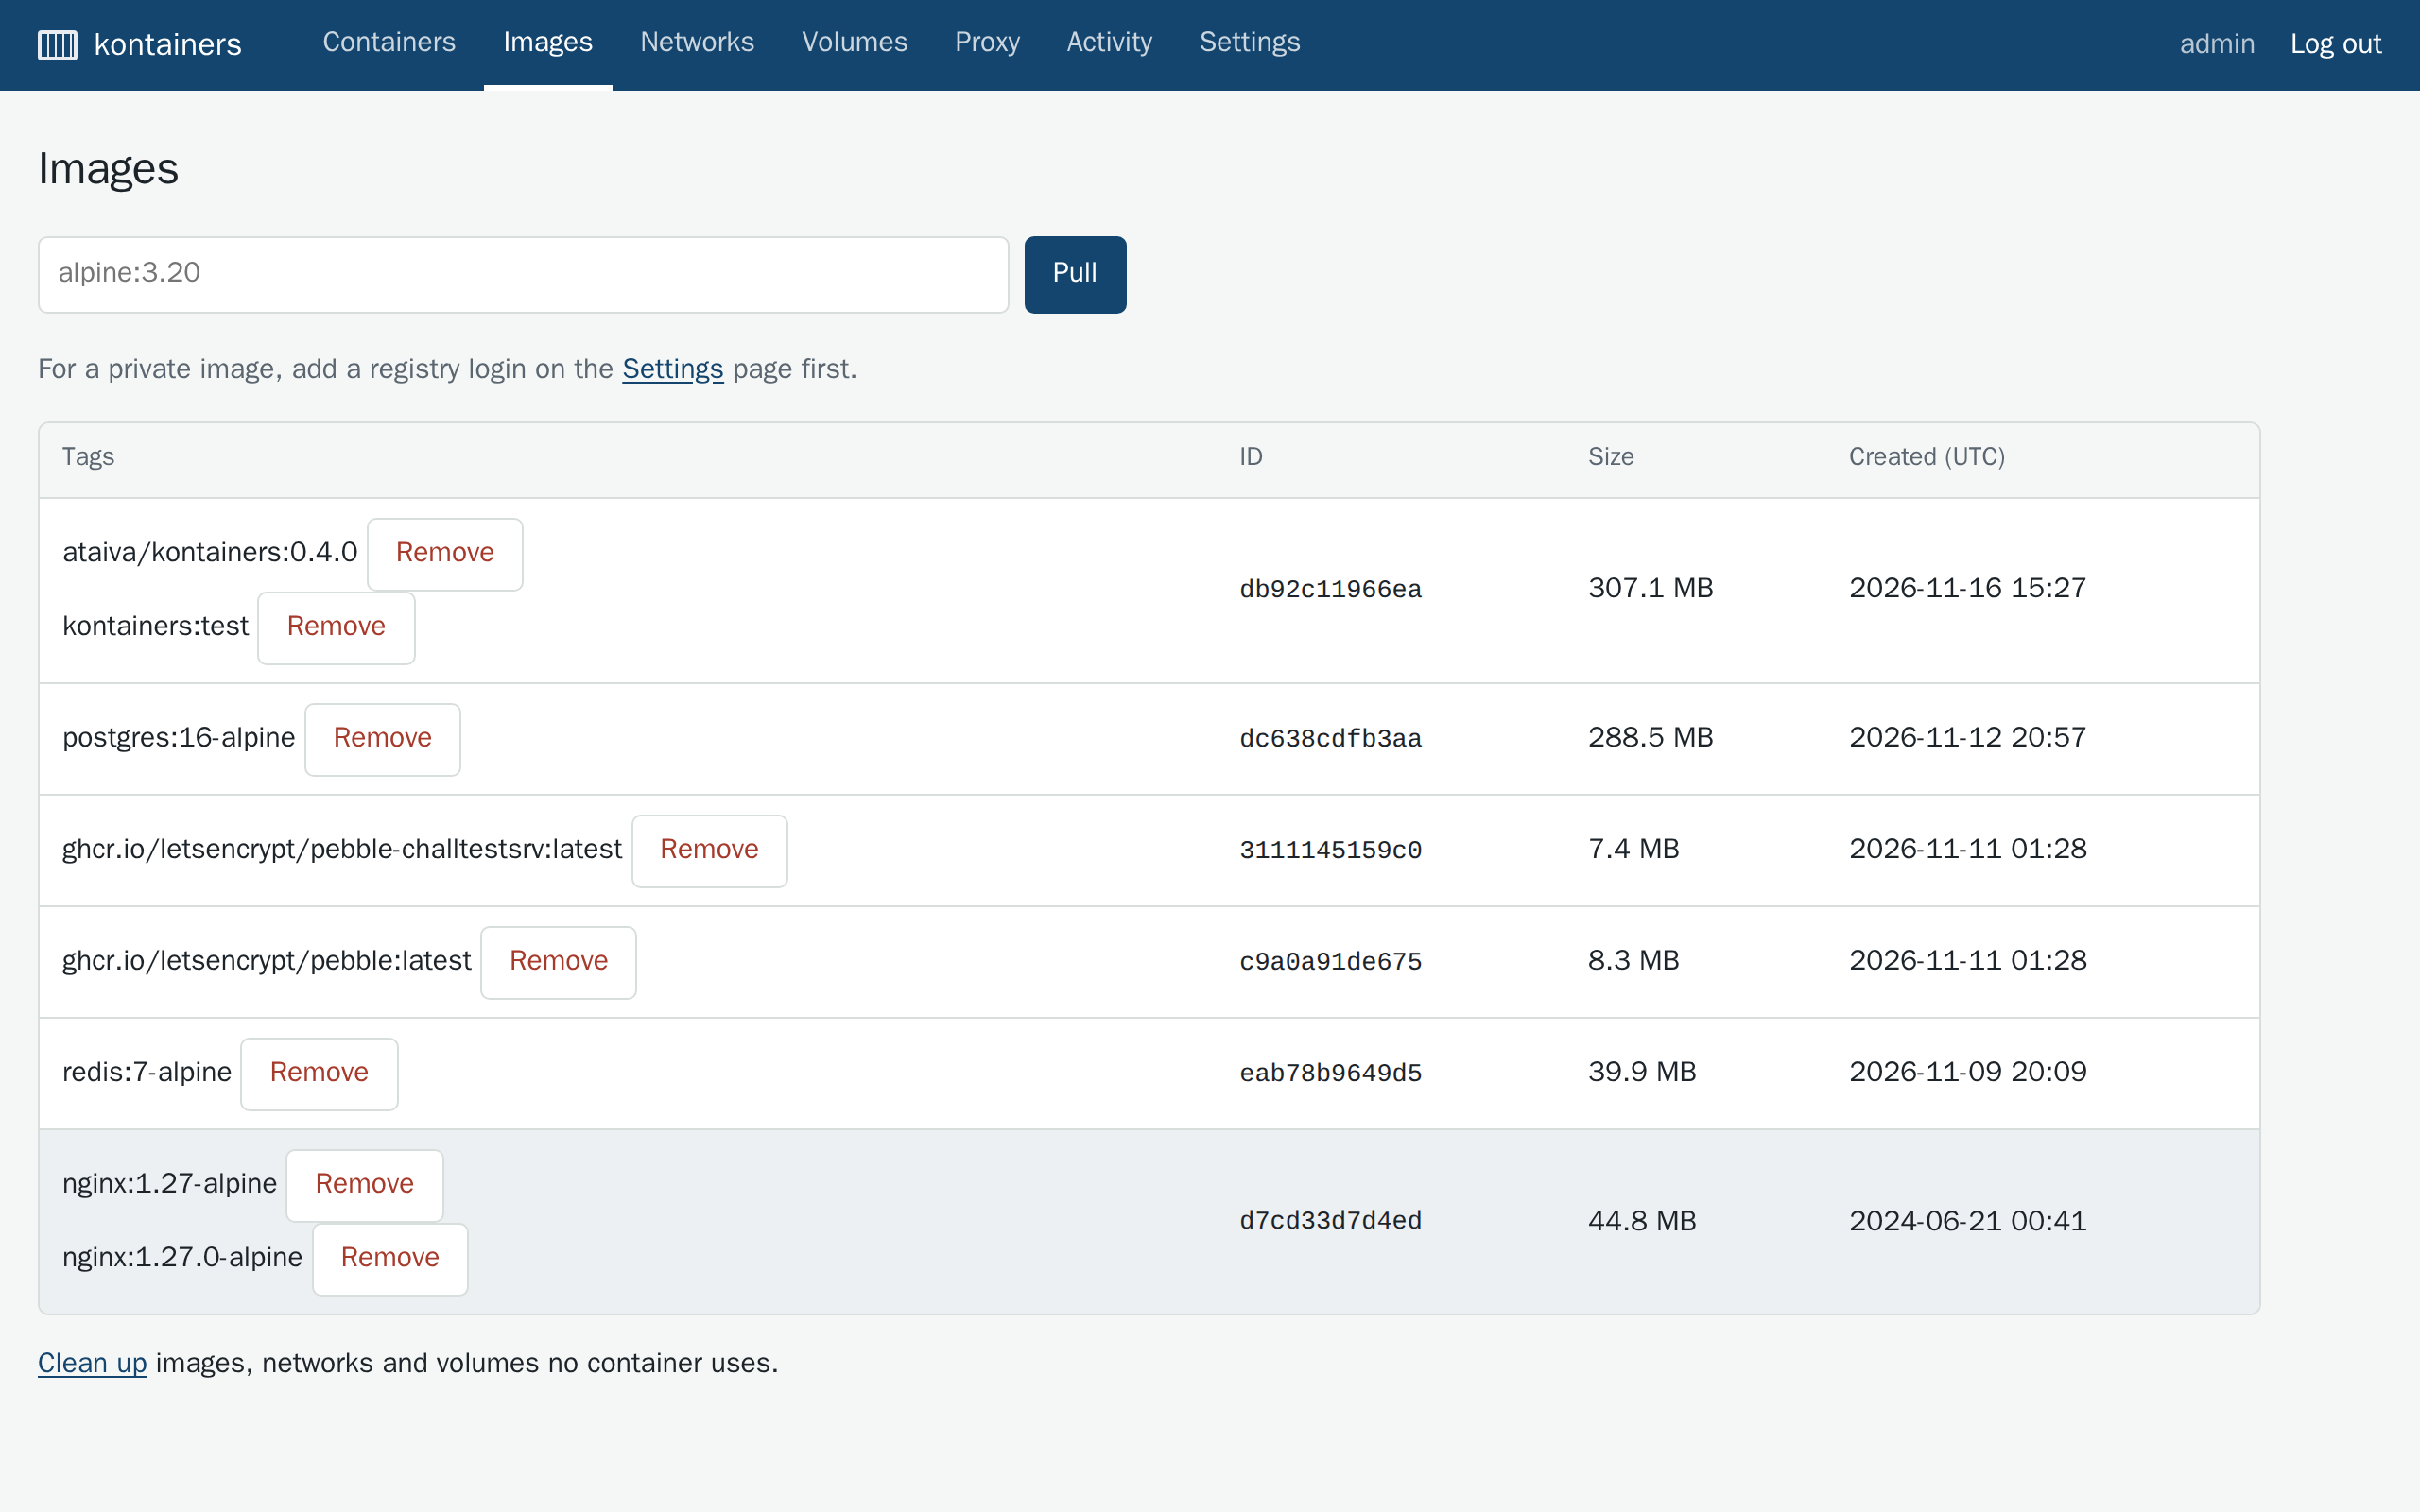 kontainers Containers Images Networks Volumes Proxy Activity Settings admin Log out
Images
alpine:3.20 Pull
For a private image, add a registry login on the Settings page first.
Tags ID Size Created (UTC)
ataiva/kontainers:0.4.0 Remove
kontainers:test Remove
db92c11966ea 307.1 MB 2026-11-16 15:27
postgres:16-alpine Remove dc638cdfb3aa 288.5 MB 2026-11-12 20:57
ghcr.io/letsencrypt/pebble-challtestsrv:latest Remove 3111145159c0 7.4 MB 2026-11-11 01:28
ghcr.io/letsencrypt/pebble:latest Remove c9a0a91de675 8.3 MB 2026-11-11 01:28
redis:7-alpine Remove eab78b9649d5 39.9 MB 2026-11-09 20:09
nginx:1.27-alpine Remove
nginx:1.27.0-alpine Remove
d7cd33d7d4ed 44.8 MB 2024-06-21 00:41
Clean up images, networks and volumes no container uses.